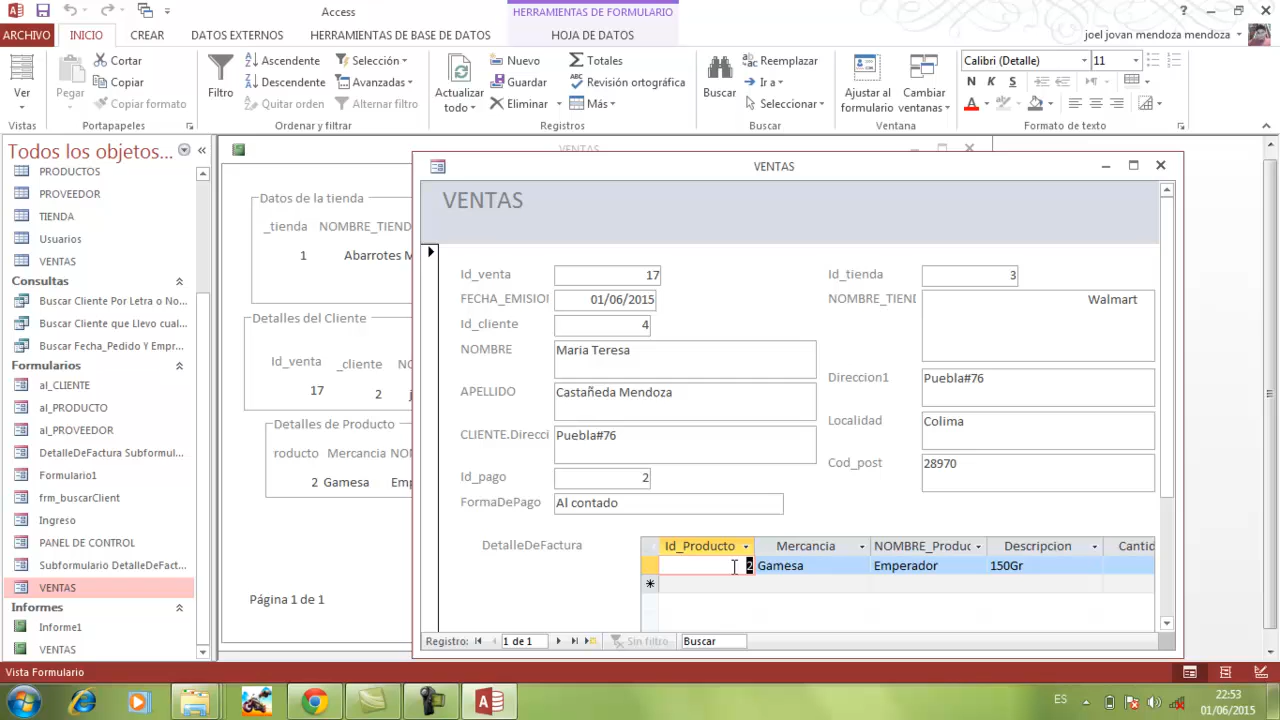 Access
HERRAMIENTAS DE FORMULARIO
ARCHIVO
INICIO
CREAR
DATOS EXTERNOS
HERRAMIENTAS DE BASE DE DATOS
HOJA DE DATOS
joel jovan mendoza mendoza
Ver
Vistas
Pegar
Cortar
Copiar
Copiar formato
Portapapeles
Filtro
Ascendente
Descendente
Quitar orden
Selección
Avanzadas
Alternar filtro
Ordenar y filtrar
Actualizar todo
Nuevo
Guardar
Eliminar
Totales
Revisión ortográfica
Más
Registros
Buscar
Reemplazar
Ir a
Seleccionar
Buscar
Ajustar al formulario
Cambiar ventanas
Ventana
Calibri (Detalle)
11
N K S
Formato de texto
Todos los objetos...
PRODUCTOS
PROVEEDOR
TIENDA
Usuarios
VENTAS
Consultas
Buscar Cliente Por Letra o No...
Buscar Cliente que Llevo cual...
Buscar Fecha_Pedido Y Empr...
Formularios
al_CLIENTE
al_PRODUCTO
al_PROVEEDOR
DetalleDeFactura Subformul...
Formulario1
frm_buscarClient
Ingreso
PANEL DE CONTROL
Subformulario DetalleDeFact...
VENTAS
Informes
Informe1
VENTAS
VENTAS
Datos de la tienda
_tienda NOMBRE_TIEND
1 Abarrotes M
Detalles del Cliente
Id_venta _cliente NO
17 2 j
Detalles de Producto
roducto Mercancia NOM
2 Gamesa Emp
Página 1 de 1
VENTAS
VENTAS
Id_venta 17
FECHA_EMISIO 01/06/2015
Id_cliente 4
NOMBRE Maria Teresa
APELLIDO Castañeda Mendoza
CLIENTE.Direcci Puebla#76
Id_pago 2
FormaDePago Al contado
Id_tienda 3
NOMBRE_TIEN Walmart
Direccion1 Puebla#76
Localidad Colima
Cod_post 28970
DetalleDeFactura
Id_Producto Mercancia NOMBRE_Produc Descripcion Cantid
2 Gamesa Emperador 150Gr
Registro: 1 de 1 Sin filtro Buscar
Vista Formulario
ES
22:53
01/06/2015